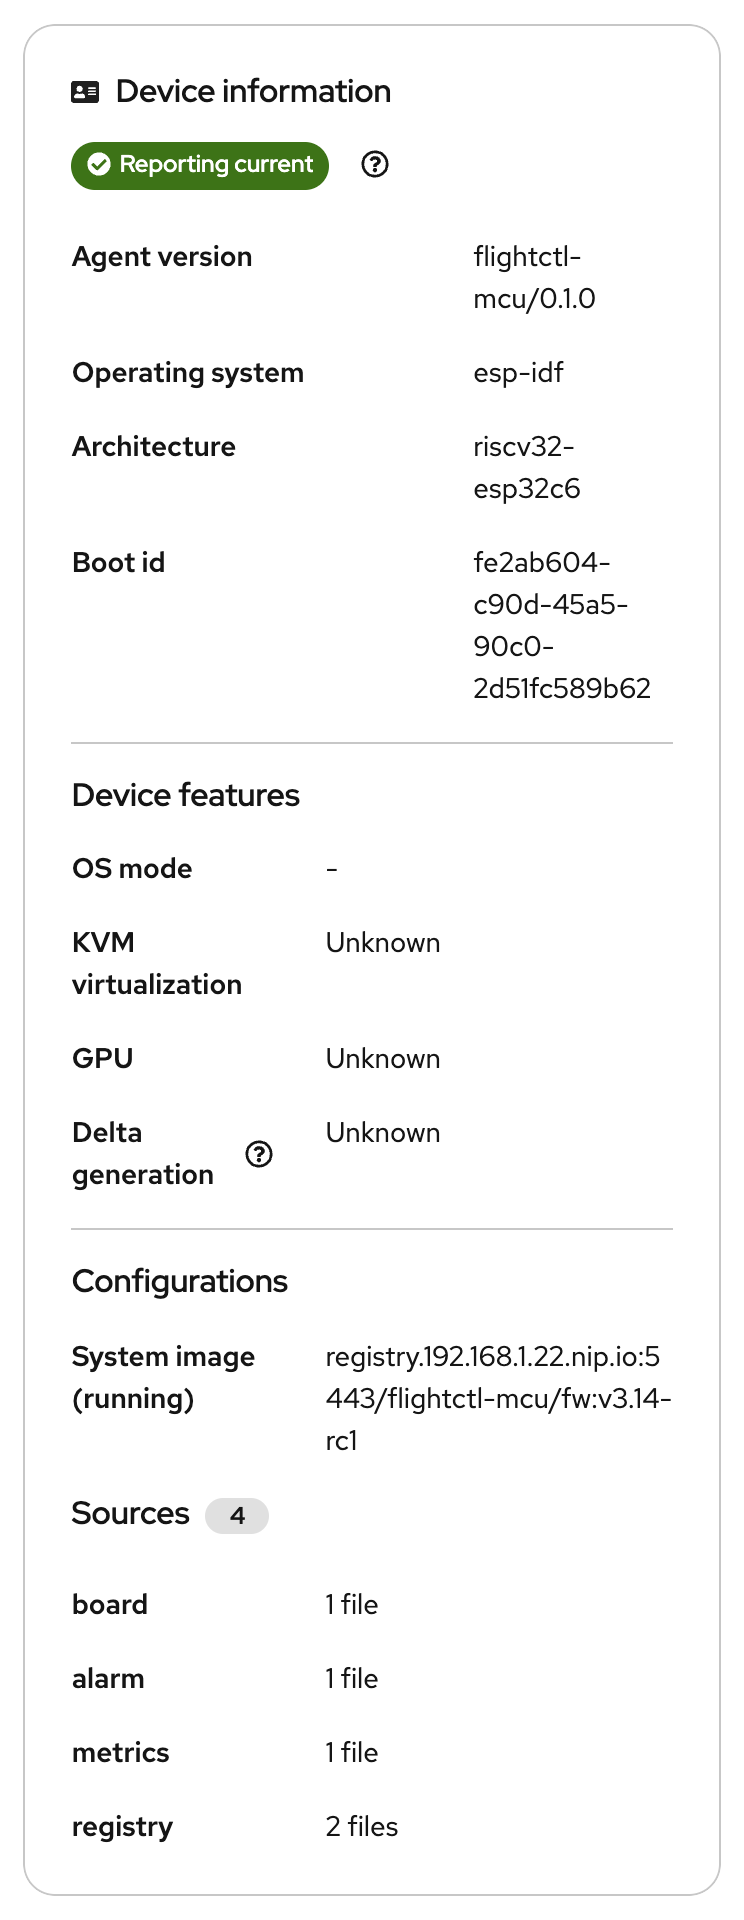 Device information
Reporting current
Agent version
flightctl-
mcu/0.1.0
Operating system
esp-idf
Architecture
riscv32-
esp32c6
Boot id
fe2ab604-
c90d-45a5-
90c0-
2d51fc589b62
Device features
OS mode
-
KVM
virtualization
Unknown
GPU
Unknown
Delta
generation
Unknown
Configurations
System image
(running)
registry.192.168.1.22.nip.io:5
443/flightctl-mcu/fw:v3.14-
rc1
Sources 4
board
1 file
alarm
1 file
metrics
1 file
registry
2 files